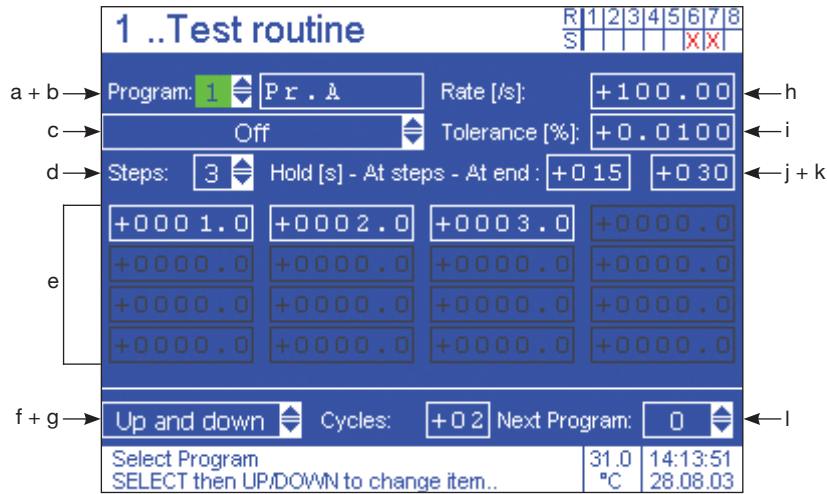 1 ..Test routine R 1 2 3 4 5 6 7 8
S X X
a + b Program: 1 Pr.A Rate [/s]: +100.00 h
c Off Tolerance [%]: +0.0100 i
d Steps: 3 Hold [s] - At steps - At end : +015 +030 j + k
+0001.0 +0002.0 +0003.0 +0000.0
e
+0000.0 +0000.0 +0000.0 +0000.0
+0000.0 +0000.0 +0000.0 +0000.0
+0000.0 +0000.0 +0000.0 +0000.0
f + g Up and down Cycles: +02 Next Program: 0 l
Select Program 31.0 14:13:51
SELECT then UP/DOWN to change item.. °C 28.08.03